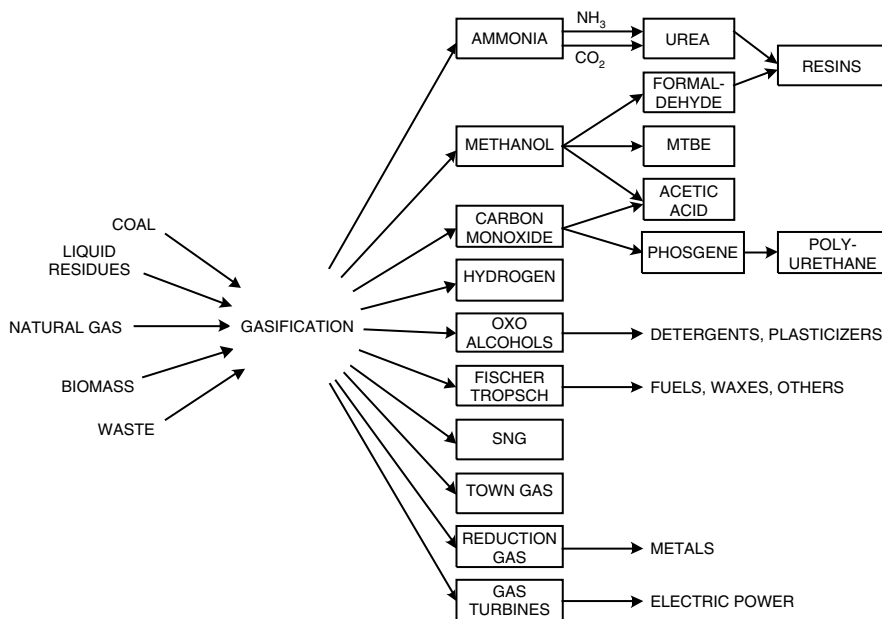 COAL
LIQUID
RESIDUES
NATURAL GAS
BIOMASS
WASTE
GASIFICATION
AMMONIA
NH3
CO2
UREA
RESINS
METHANOL
FORMAL-
DEHYDE
MTBE
ACETIC
ACID
CARBON
MONOXIDE
PHOSGENE
POLY-
URETHANE
HYDROGEN
OXO
ALCOHOLS
DETERGENTS, PLASTICIZERS
FISCHER
TROPSCH
FUELS, WAXES, OTHERS
SNG
TOWN GAS
REDUCTION
GAS
METALS
GAS
TURBINES
ELECTRIC POWER